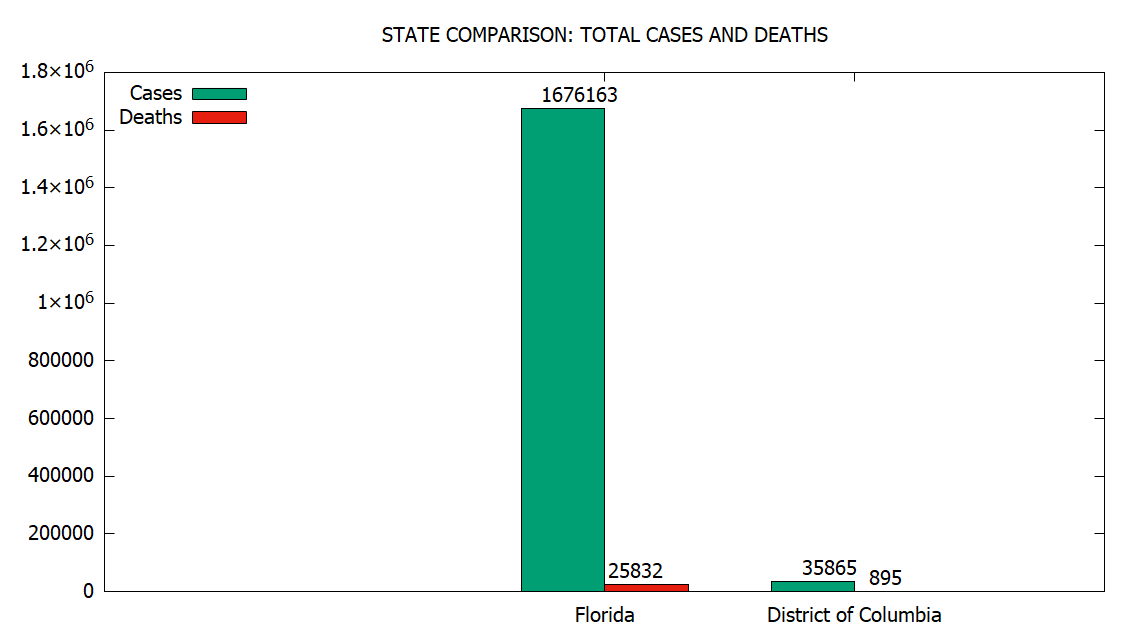 STATE COMPARISON: TOTAL CASES AND DEATHS
1.8×10⁶
1.6×10⁶
1.4×10⁶
1.2×10⁶
1×10⁶
800000
600000
400000
200000
0
Cases
Deaths
1676163
25832
35865
895
Florida
District of Columbia